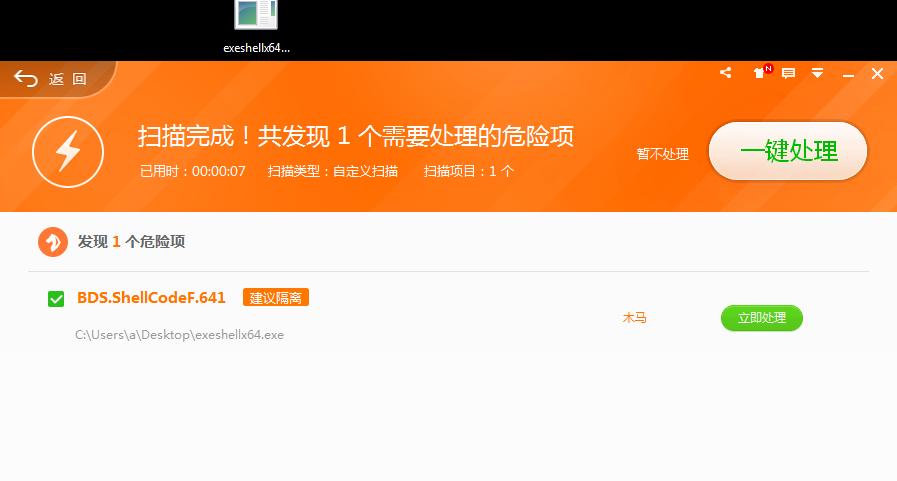 exeshellx64...
返 回
N
扫描完成！共发现 1 个需要处理的危险项
暂不处理
一键处理
已用时：00:00:07 扫描类型：自定义扫描 扫描项目：1 个
发现 1 个危险项
BDS.ShellCodeF.641 建议隔离
木马
立即处理
C:\Users\a\Desktop\exeshellx64.exe